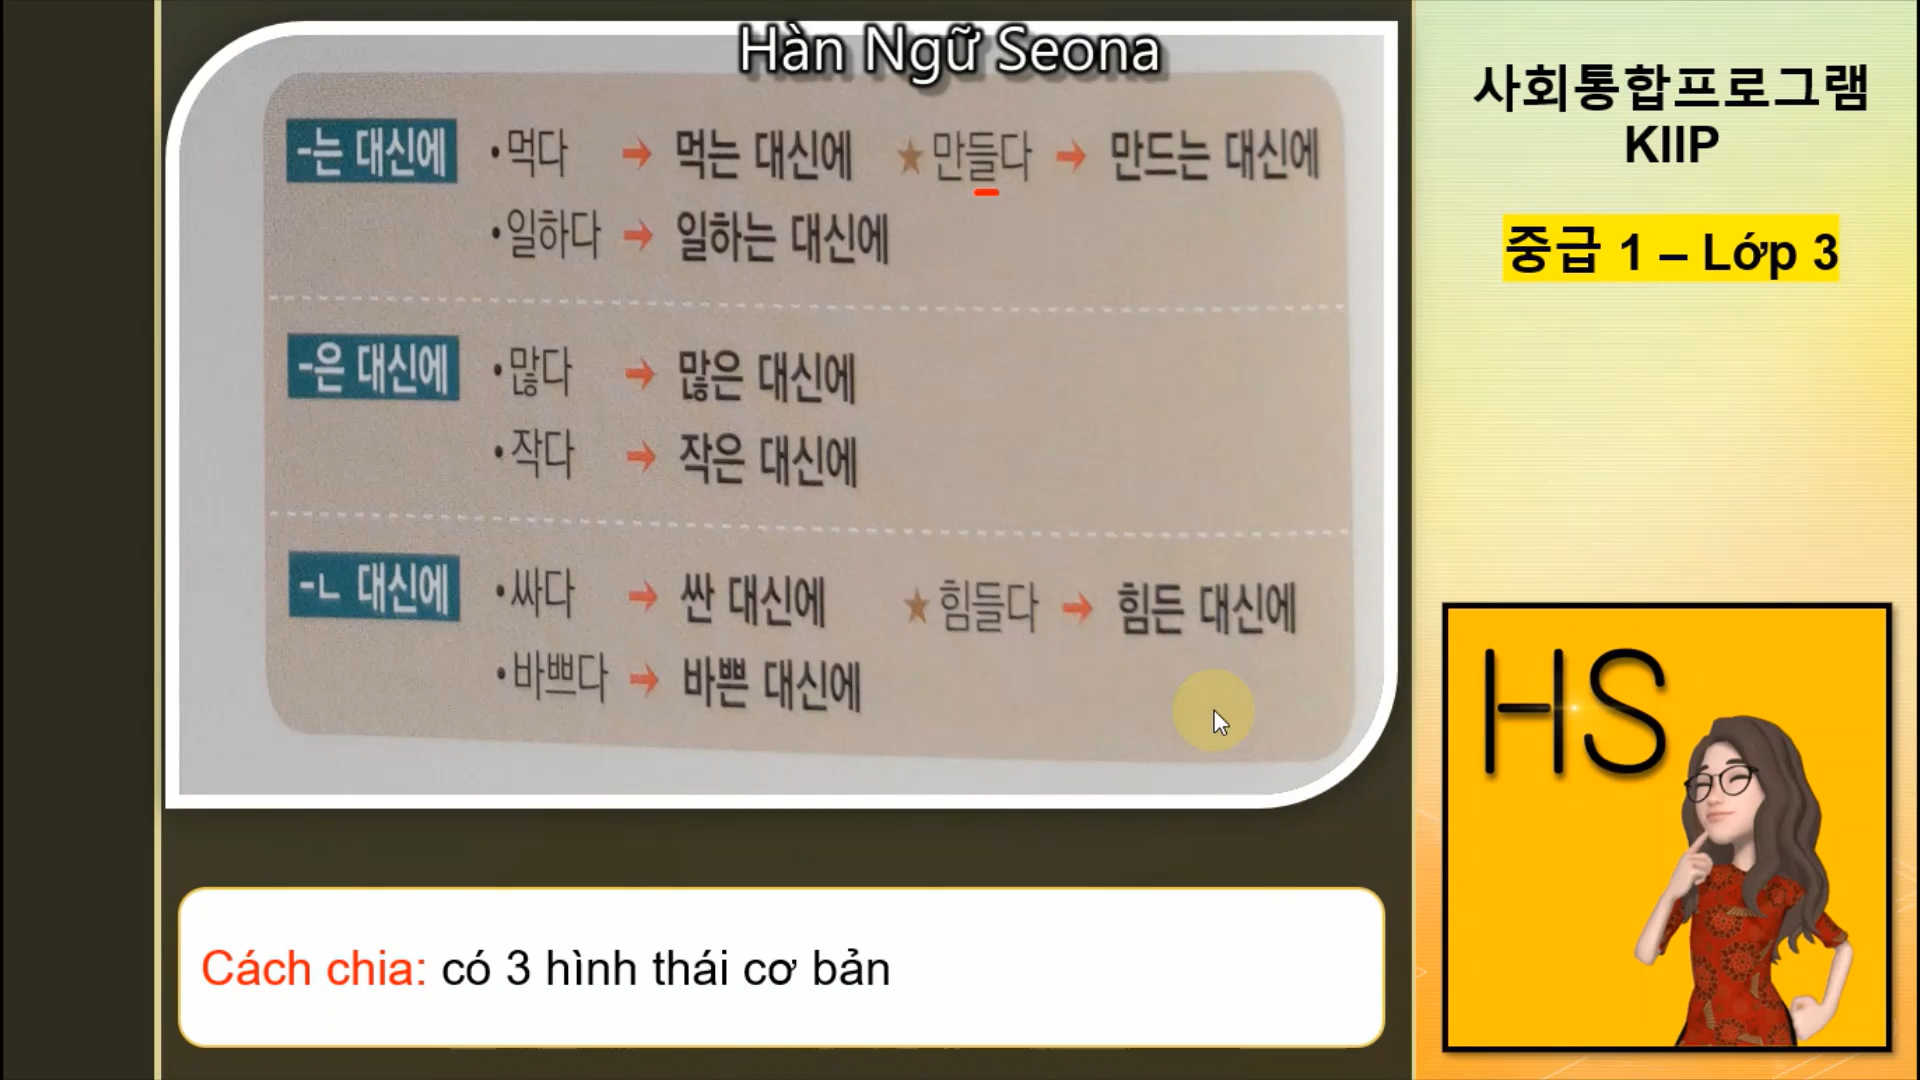 Hàn Ngữ Seona
-는 대신에 •먹다 → 먹는 대신에 ★만들다 → 만드는 대신에
•일하다 → 일하는 대신에
-은 대신에 •많다 → 많은 대신에
•작다 → 작은 대신에
-ㄴ 대신에 •싸다 → 싼 대신에 ★힘들다 → 힘든 대신에
•바쁘다 → 바쁜 대신에
Cách chia: có 3 hình thái cơ bản
사회통합프로그램
KIIP
중급 1 – Lớp 3
HS